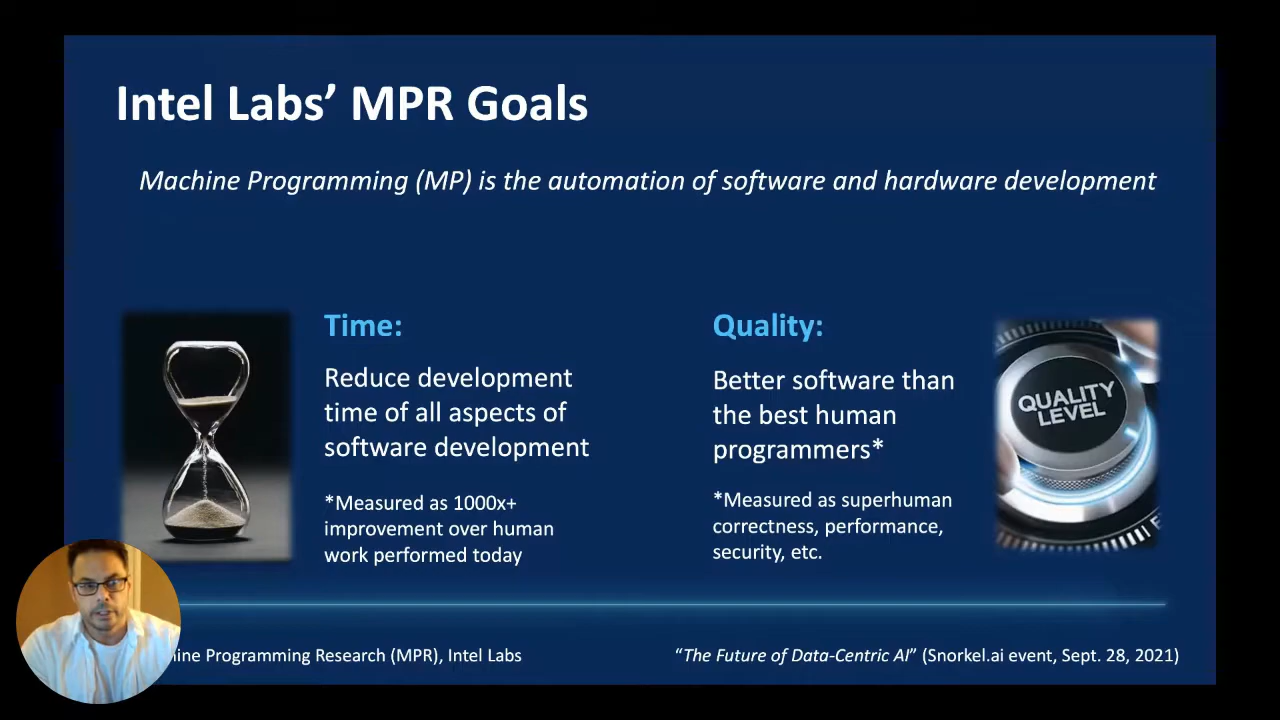 Intel Labs’ MPR Goals
Machine Programming (MP) is the automation of software and hardware development
Time:
Reduce development
time of all aspects of
software development
*Measured as 1000x+
improvement over human
work performed today
Quality:
Better software than
the best human
programmers*
*Measured as superhuman
correctness, performance,
security, etc.
QUALITY
LEVEL
Programming Research (MPR), Intel Labs
“The Future of Data-Centric AI” (Snorkel.ai event, Sept. 28, 2021)